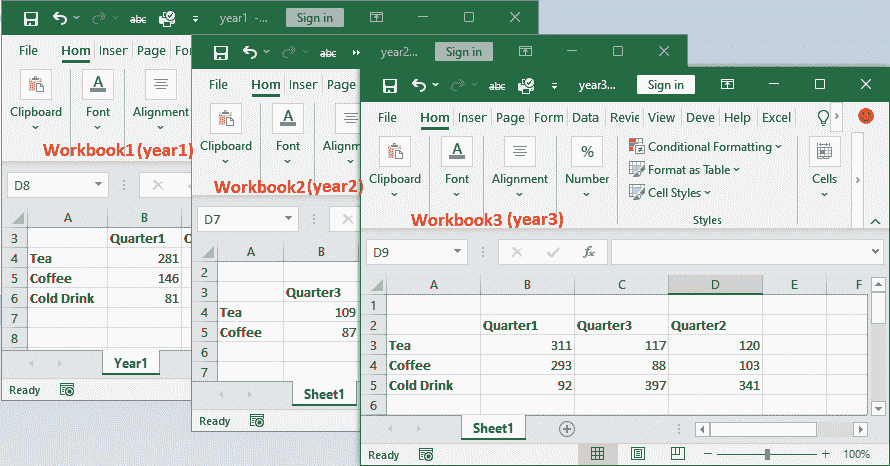 abc year1 -... Sign in
File Hom Inser Page For
Clipboard Font Alignment
Workbook1 (year1)
D8
A B
3 Quarter1
4 Tea 281
5 Coffee 146
6 Cold Drink 81
7
8
Year1
Ready
abc year2... Sign in
File Hom Inser Page
Clipboard Font
Workbook2 (year2)
D7
A B
2
3 Quarter3
4 Tea 109
5 Coffee 87
6
7
Sheet1
Ready
abc year3... Sign in
File Hom Inser Page Form Data Revie View Deve Help Excel
Clipboard Font Alignment % Number Conditional Formatting Cells
Format as Table
Cell Styles
Styles
Workbook3 (year3)
D9 fx
A B C D E F
1
2 Quarter1 Quarter3 Quarter2
3 Tea 311 117 120
4 Coffee 293 88 103
5 Cold Drink 92 397 341
6
Sheet1
Ready 100%